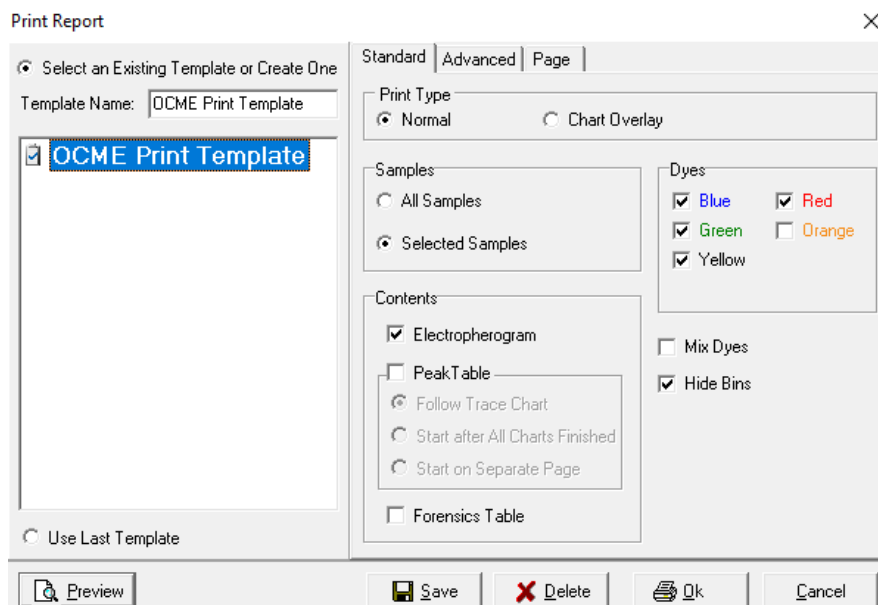 Print Report
Select an Existing Template or Create One
Template Name: OCME Print Template
OCME Print Template
Use Last Template
Standard Advanced Page
Print Type
Normal Chart Overlay
Samples
All Samples
Selected Samples
Dyes
Blue Red
Green Orange
Yellow
Contents
Electropherogram
PeakTable
Follow Trace Chart
Start after All Charts Finished
Start on Separate Page
Forensics Table
Mix Dyes
Hide Bins
Preview Save Delete Ok Cancel